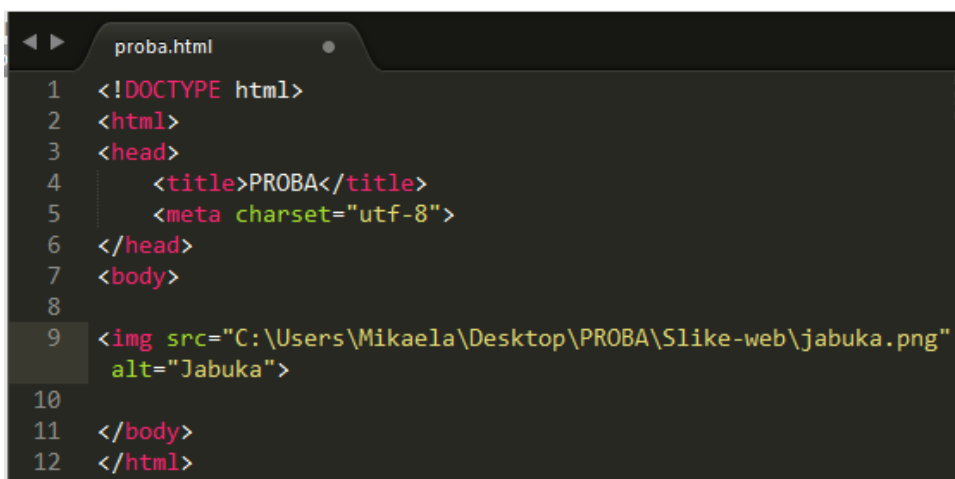 proba.html
1 <!DOCTYPE html>
2 <html>
3 <head>
4     <title>PROBA</title>
5     <meta charset="utf-8">
6 </head>
7 <body>
8
9 <img src="C:\Users\Mikaela\Desktop\PROBA\Slike-web\jabuka.png"
alt="Jabuka">
10
11 </body>
12 </html>